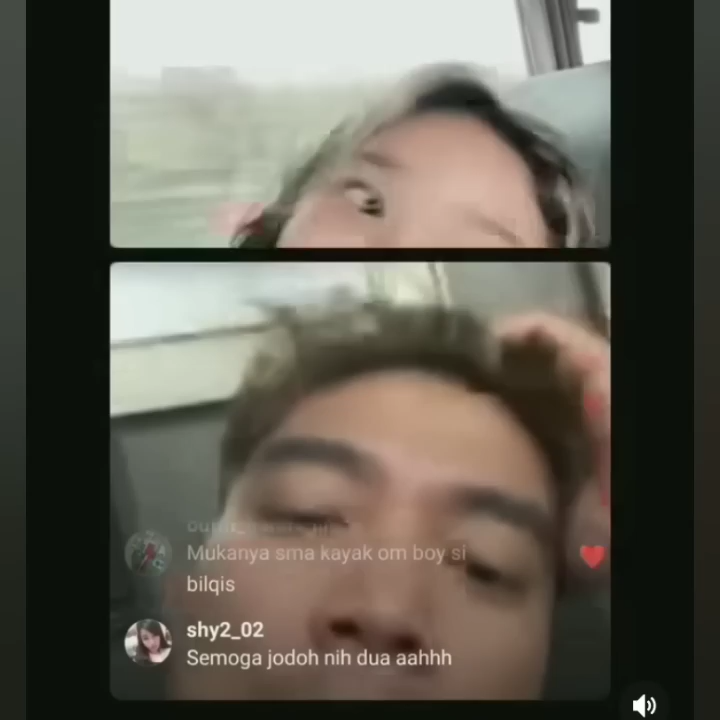 Mukanya sma kayak om boy si
bilqis
shy2_02
Semoga jodoh nih dua aahhh